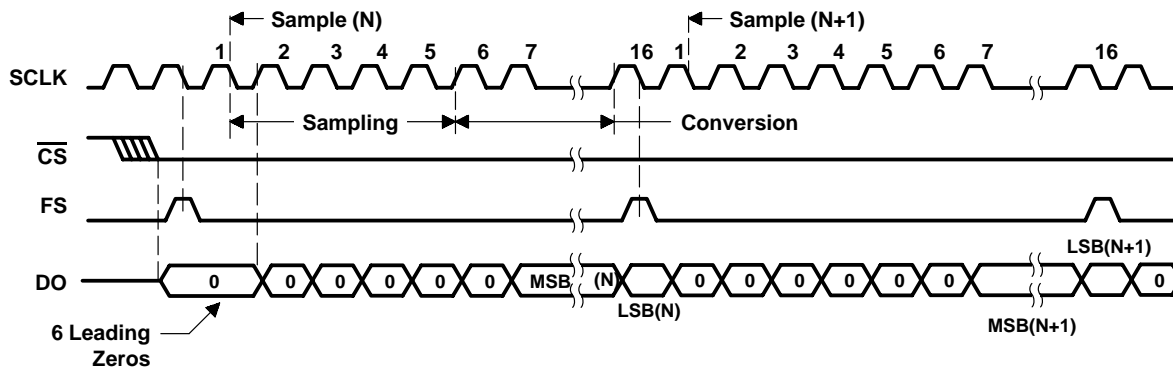 Sample (N) Sample (N+1)
1 2 3 4 5 6 7 16 1 2 3 4 5 6 7 16
SCLK
Sampling Conversion
CS
FS
LSB(N+1)
DO 0 0 0 0 0 0 MSB (N) 0 0 0 0 0 0 0
LSB(N) MSB(N+1)
6 Leading
Zeros